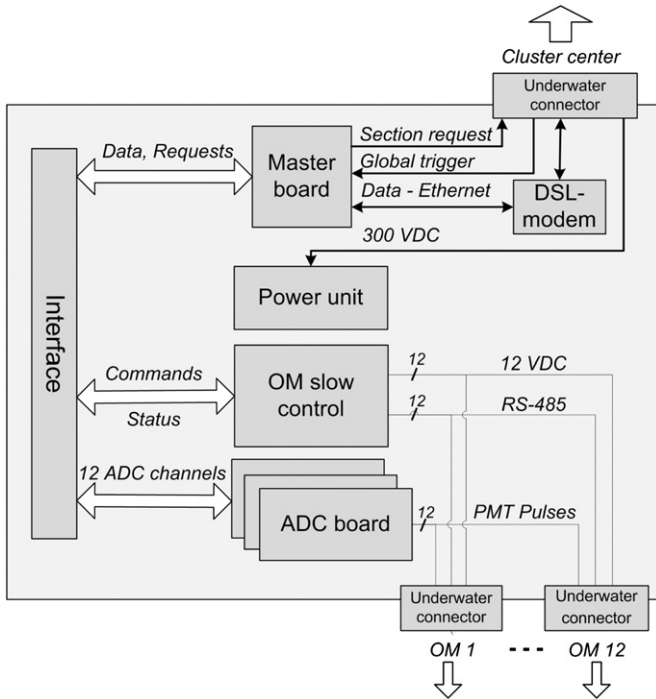 Cluster center
Underwater
connector
Section request
Data, Requests
Master
board
Global trigger
Data - Ethernet
DSL-
modem
300 VDC
Power unit
Interface
12
12 VDC
Commands
OM slow
control
12
RS-485
Status
12 ADC channels
12
PMT Pulses
ADC board
Underwater
connector
Underwater
connector
OM 1
OM 12